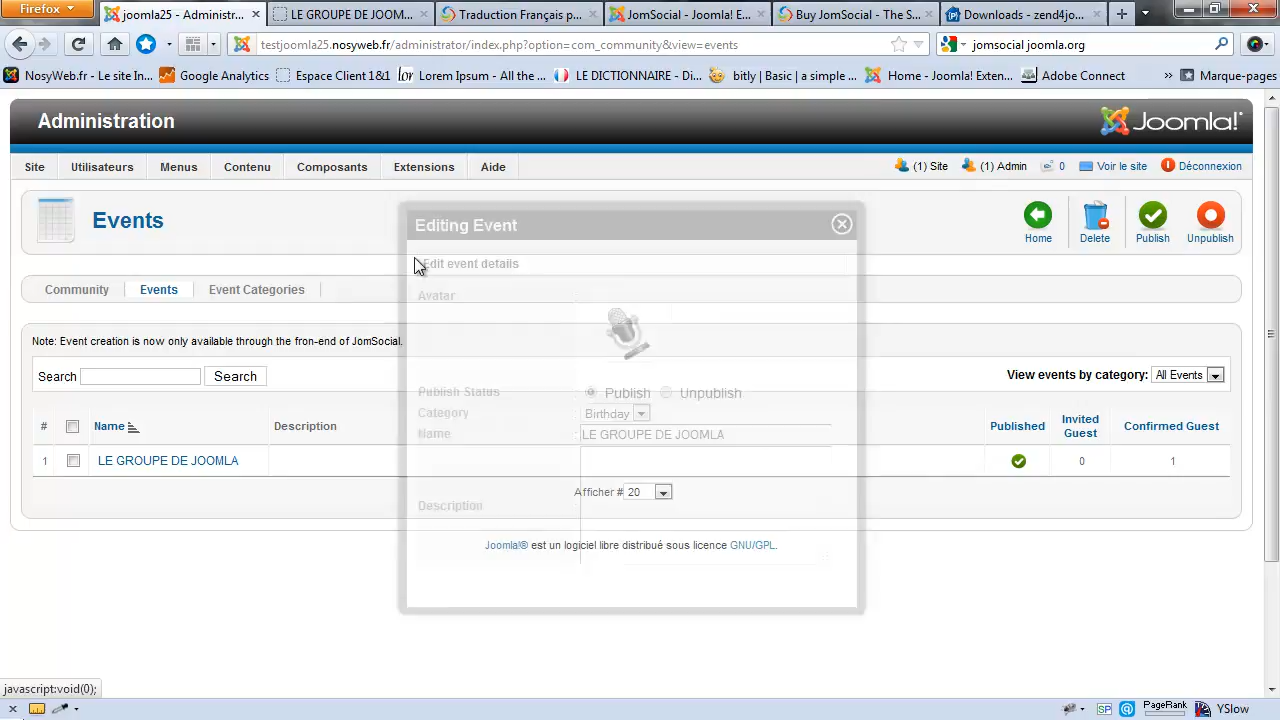 Firefox
joomla25 - Administra...
LE GROUPE DE JOOM...
Traduction Français p...
JomSocial - Joomla! E...
Buy JomSocial - The S...
Downloads - zend4jo...
testjoomla25.nosyweb.fr/administrator/index.php?option=com_community&view=events
jomsocial joomla.org
NosyWeb.fr - Le site In...
Google Analytics
Espace Client 1&1
Lorem Ipsum - All the ...
LE DICTIONNAIRE - Di...
bitly | Basic | a simple ...
Home - Joomla! Exten...
Adobe Connect
»
Marque-pages
Administration
Joomla!
Site
Utilisateurs
Menus
Contenu
Composants
Extensions
Aide
(1) Site
(1) Admin
0
Voir le site
Déconnexion
Events
Home
Delete
Publish
Unpublish
Community
Events
Event Categories
Editing Event
Edit event details
Avatar
Note: Event creation is now only available through the fron-end of JomSocial.
Search
Search
View events by category:
All Events
Publish Status
Publish
Unpublish
Category
Birthday
Name
LE GROUPE DE JOOMLA
#
Name
Description
Published
Invited Guest
Confirmed Guest
1
LE GROUPE DE JOOMLA
0
1
Afficher #
20
Description
Joomla!® est un logiciel libre distribué sous licence GNU/GPL.
javascript:void(0);
SP
PageRank
YSlow